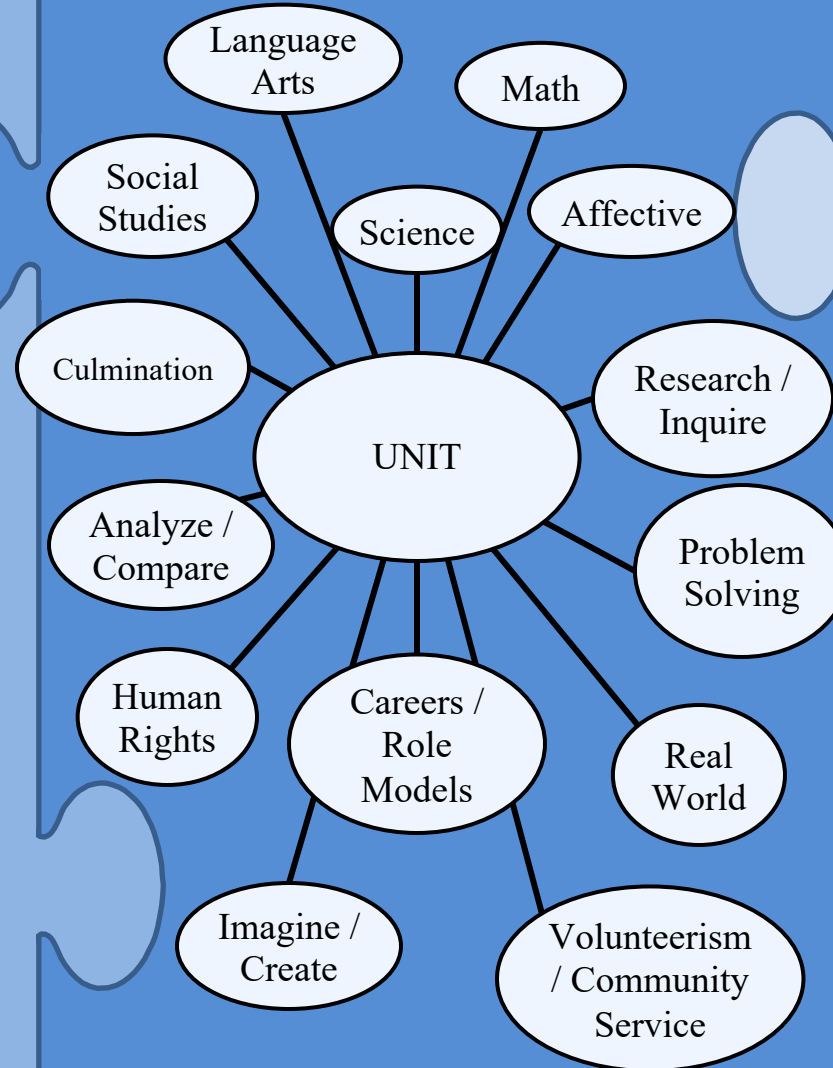 Language
Arts
Math
Social
Studies
Science
Affective
Culmination
Research /
Inquire
UNIT
Analyze /
Compare
Problem
Solving
Human
Rights
Careers /
Role
Models
Real
World
Imagine /
Create
Volunteerism
/ Community
Service